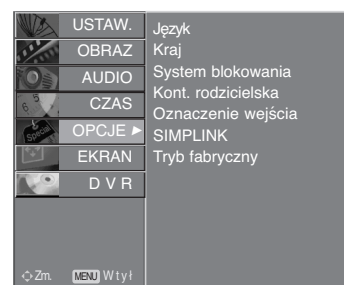 USTAW.
OBRAZ
AUDIO
CZAS
OPCJE ►
EKRAN
D V R
Język
Kraj
System blokowania
Kont. rodzicielska
Oznaczenie wejścia
SIMPLINK
Tryb fabryczny
Zm. MENU Wtył